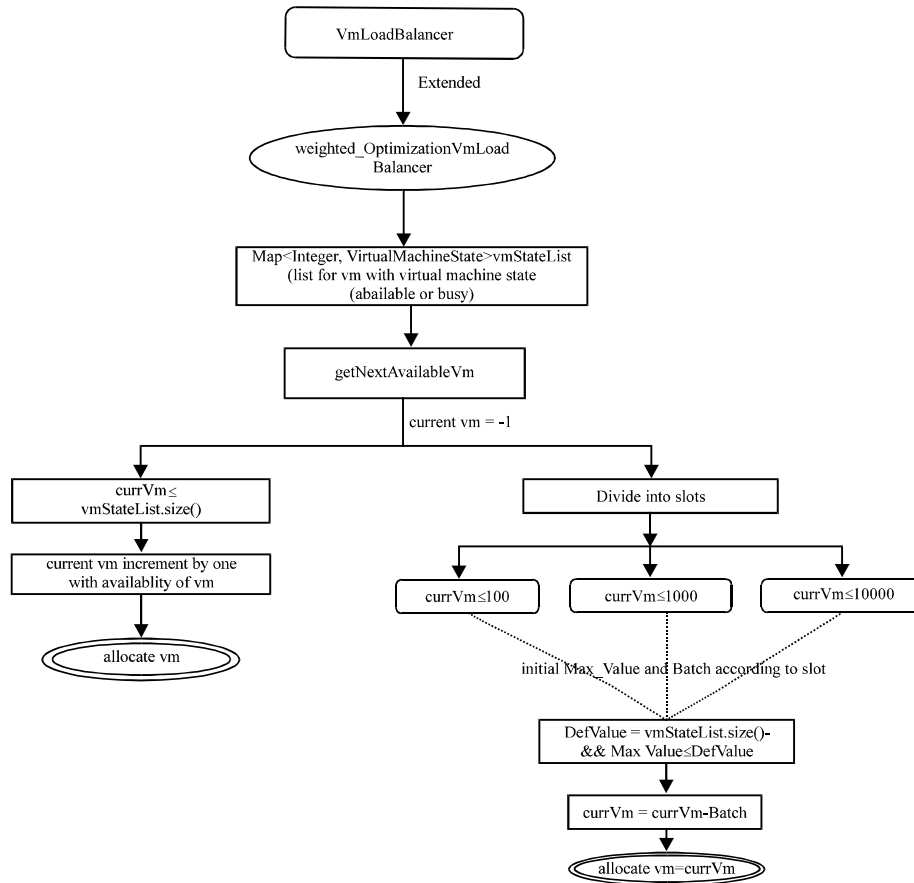 VmLoadBalancer
Extended
weighted_OptimizationVmLoad
Balancer
Map<Integer, VirtualMachineState>vmStateList
(list for vm with virtual machine state
(abailable or busy)
getNextAvailableVm
current vm = -1
currVm≤
vmStateList.size()
current vm increment by one
with availablity of vm
allocate vm
Divide into slots
currVm≤100
currVm≤1000
currVm≤10000
initial Max_Value and Batch according to slot
DefValue = vmStateList.size()-
&& Max Value≤DefValue
currVm = currVm-Batch
allocate vm=currVm